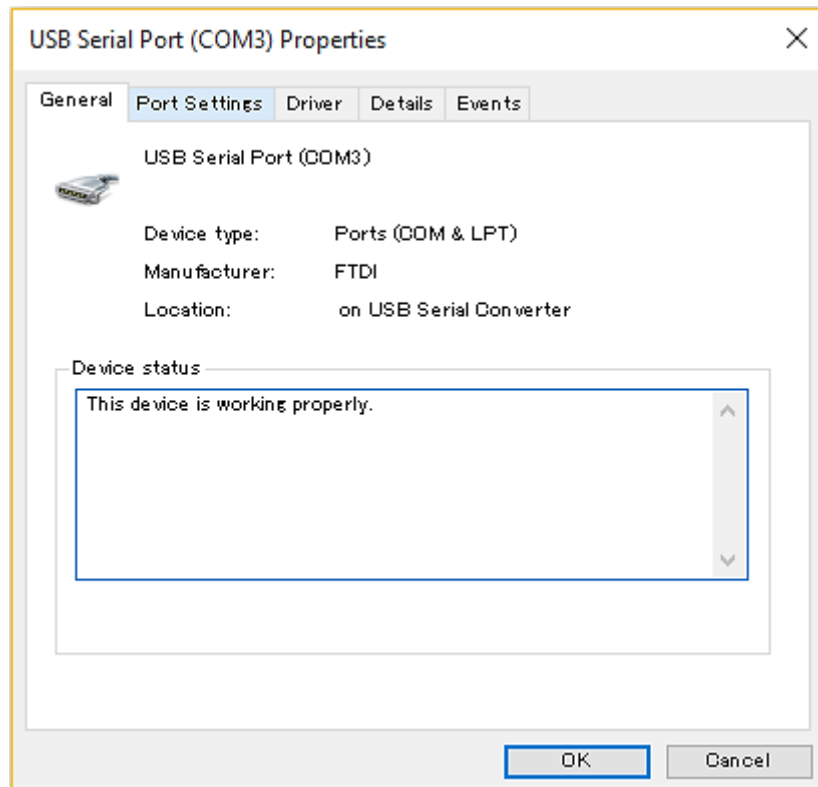 USB Serial Port (COM3) Properties
General Port Settings Driver Details Events
USB Serial Port (COM3)
Device type: Ports (COM & LPT)
Manufacturer: FTDI
Location: on USB Serial Converter
Device status
This device is working properly.
OK Cancel